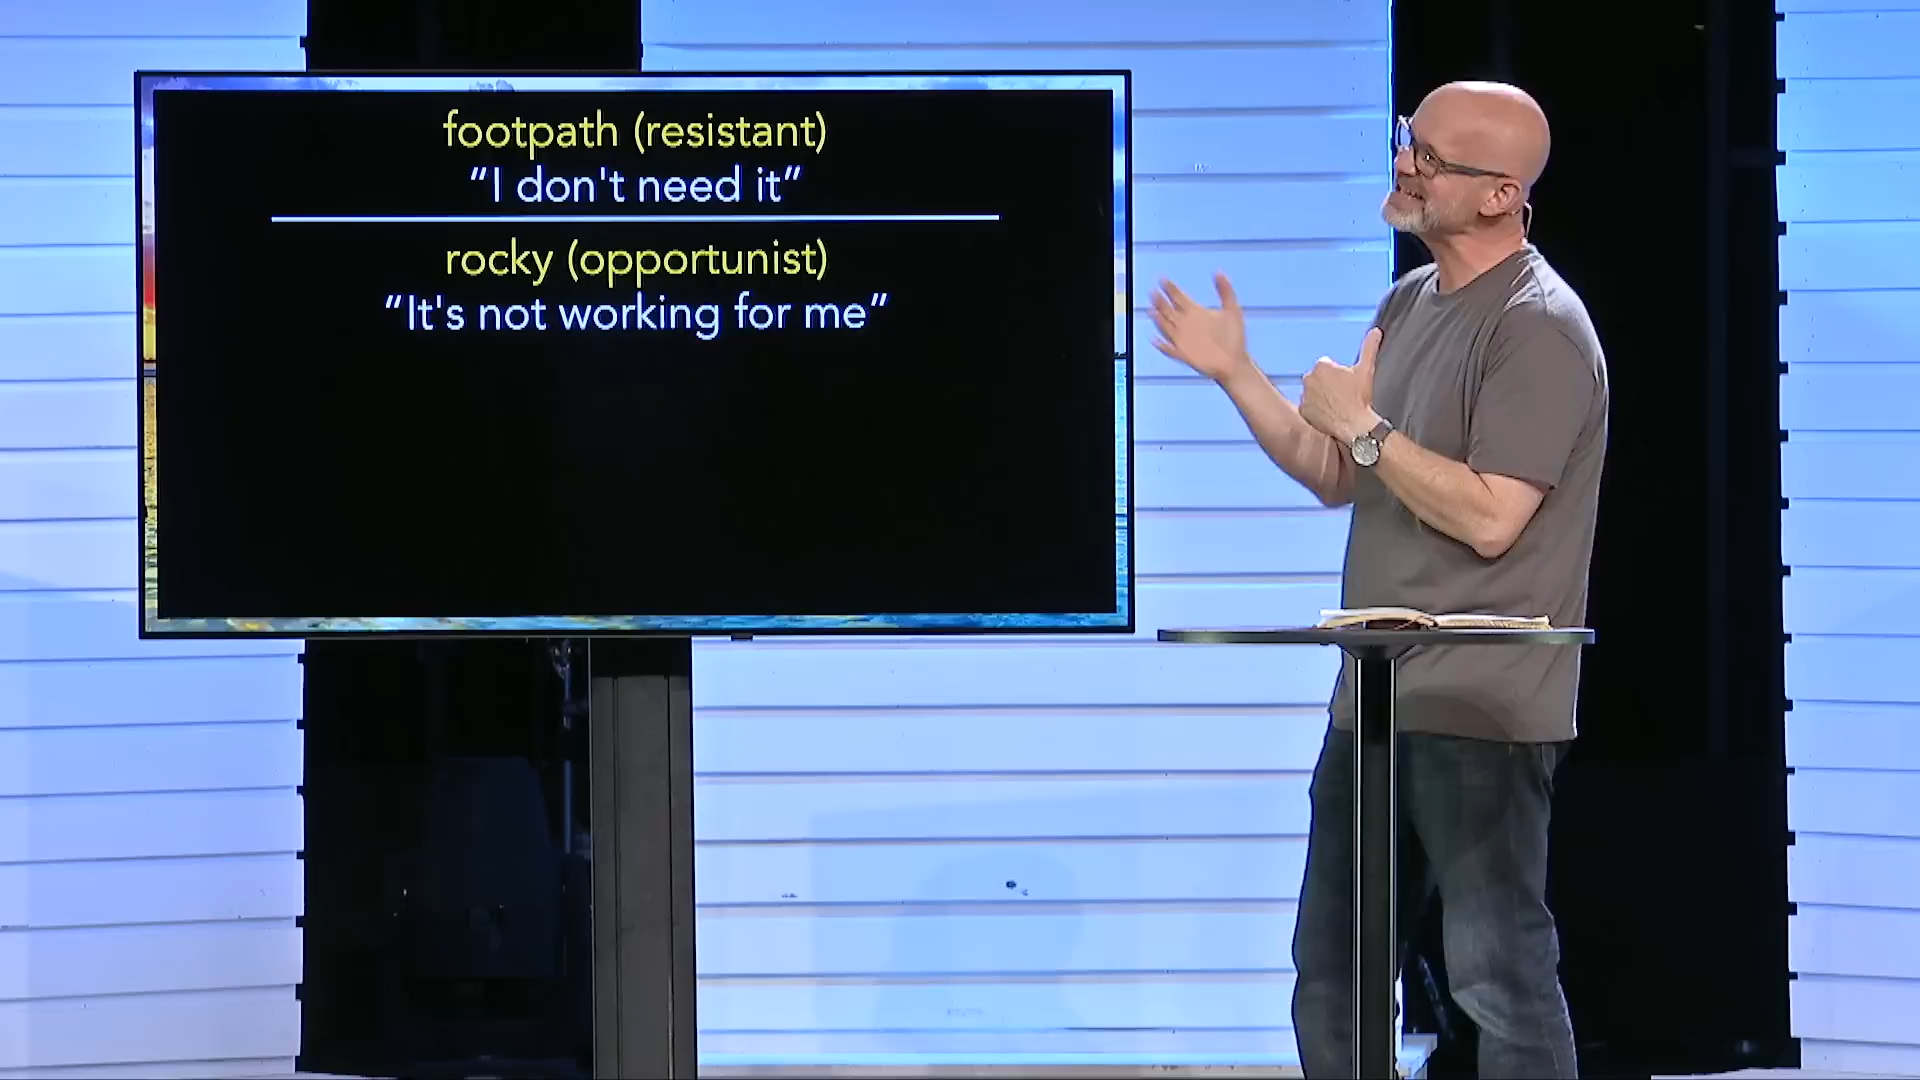 footpath (resistant)
“I don't need it”
rocky (opportunist)
“It's not working for me”